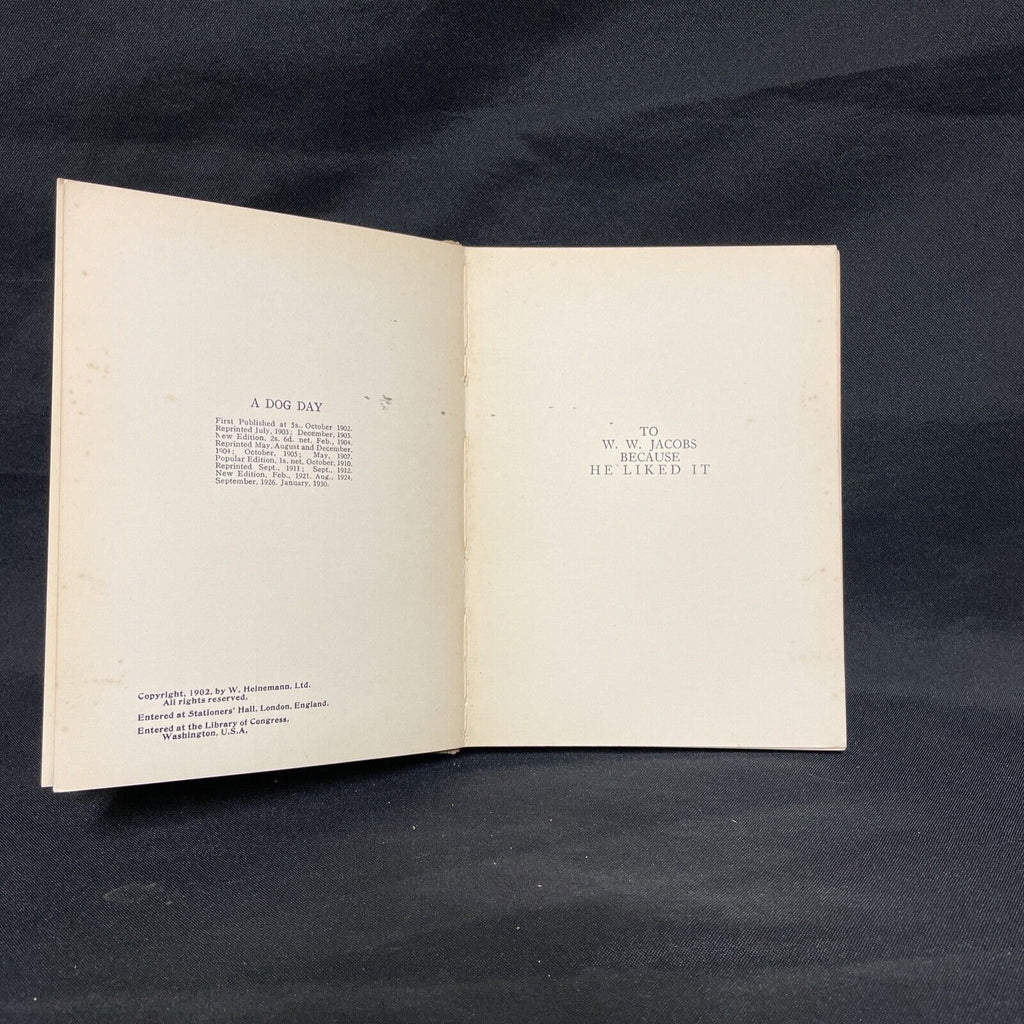 A DOG DAY
First Published at 5s., October 1902.
Reprinted July, 1903; December, 1903.
New Edition, 2s. 6d. net. Feb., 1904.
Reprinted May, August and December,
1904; October, 1905; May, 1907.
Popular Edition, 1s. net, October, 1910.
Reprinted Sept., 1911; Sept., 1912.
New Edition, Feb., 1921. Aug., 1924,
September, 1926. January, 1930.
Copyright, 1902, by W. Heinemann, Ltd.
All rights reserved.
Entered at Stationers' Hall, London, England.
Entered at the Library of Congress,
Washington, U.S.A.
TO
W. W. JACOBS
BECAUSE
HE LIKED IT